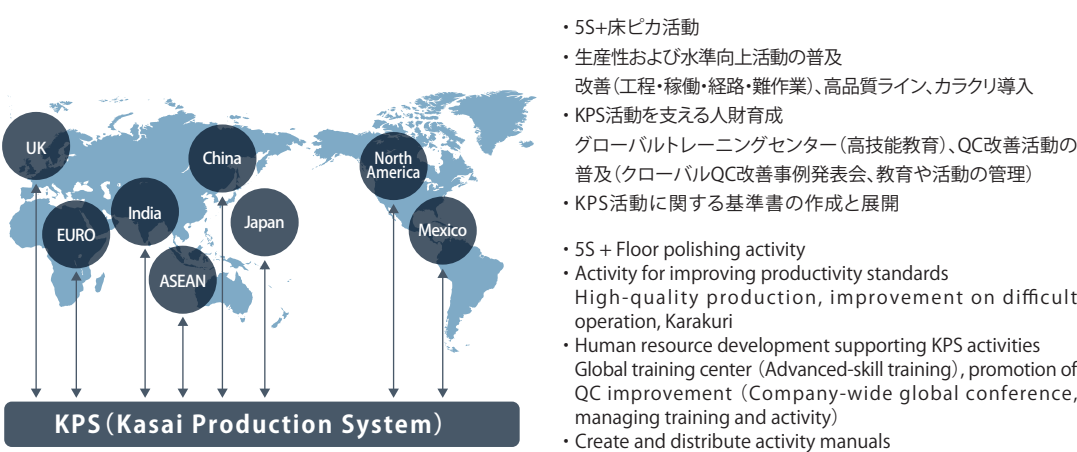 UK
China
North
America
India
EURO
Japan
Mexico
ASEAN
KPS（Kasai Production System）
・5S+床ピカ活動
・生産性および水準向上活動の普及
改善（工程・稼働・経路・難作業）、高品質ライン、カラクリ導入
・KPS活動を支える人財育成
グローバルトレーニングセンター（高技能教育）、QC改善活動の
普及（クローバルQC改善事例発表会、教育や活動の管理）
・KPS活動に関する基準書の作成と展開
・5S + Floor polishing activity
・Activity for improving productivity standards
High-quality production, improvement on difficult
operation, Karakuri
・Human resource development supporting KPS activities
Global training center（Advanced-skill training）, promotion of
QC improvement（Company-wide global conference,
managing training and activity）
・Create and distribute activity manuals